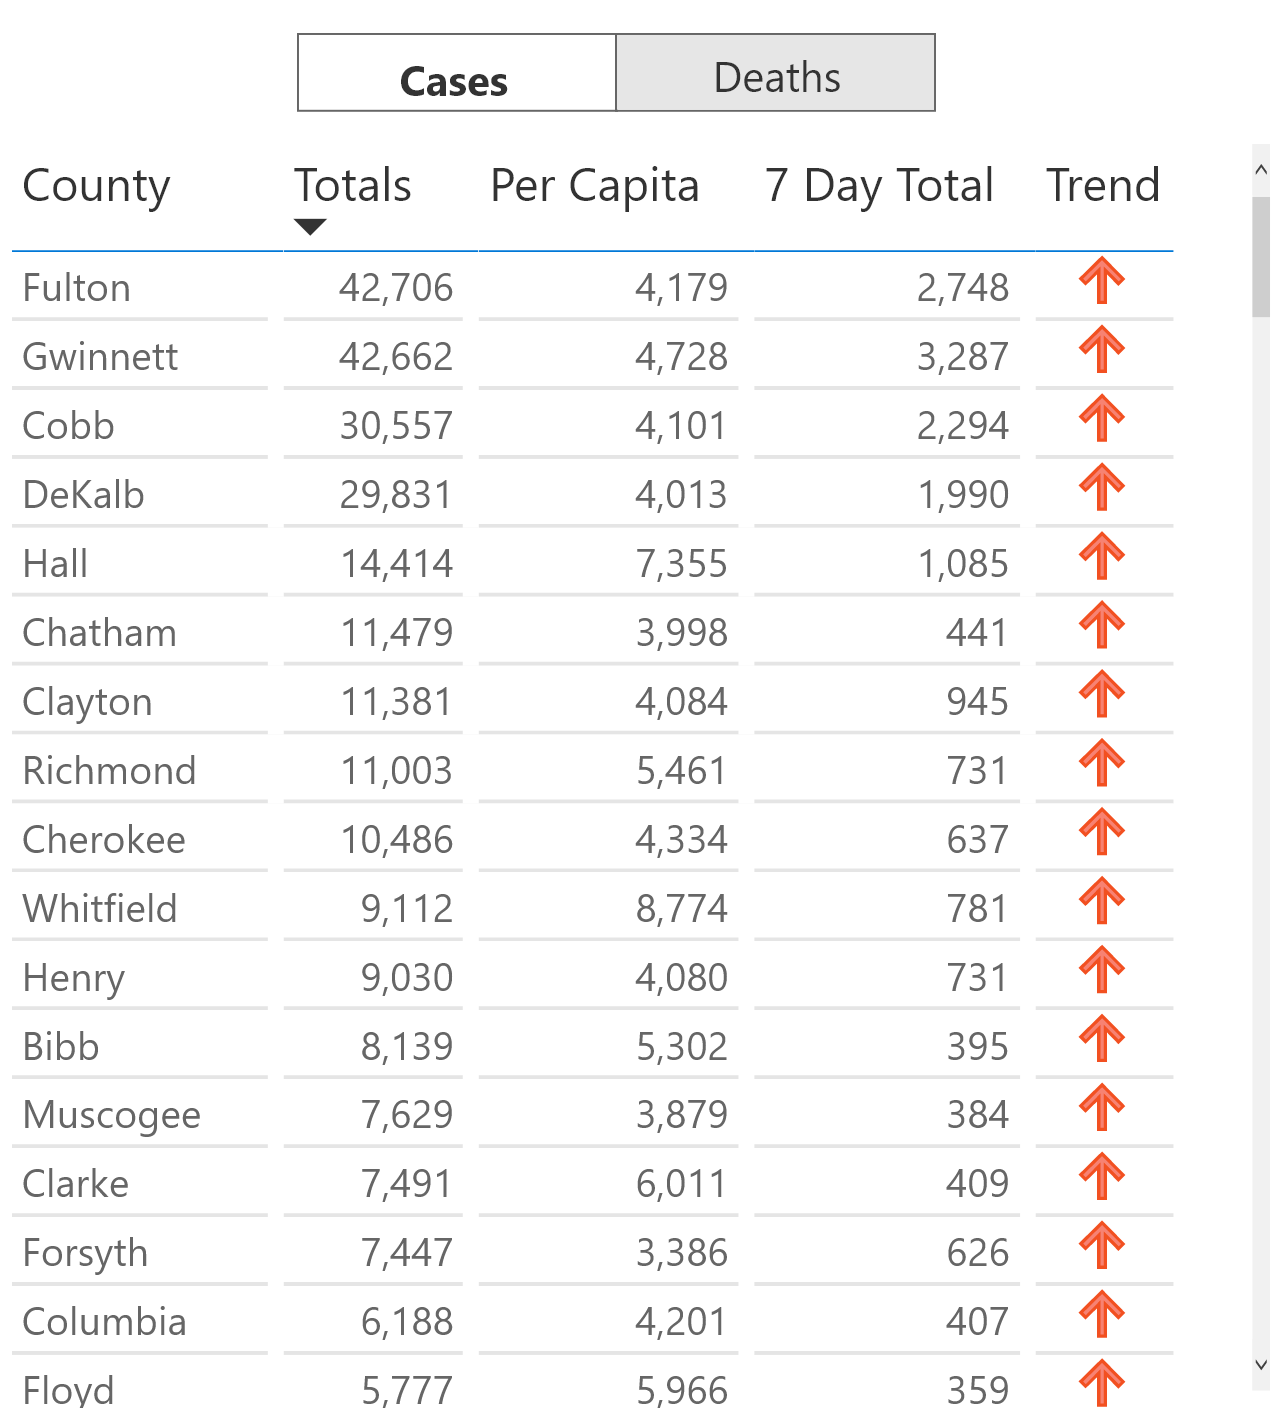 Cases Deaths
County Totals Per Capita 7 Day Total Trend
Fulton 42,706 4,179 2,748
Gwinnett 42,662 4,728 3,287
Cobb 30,557 4,101 2,294
DeKalb 29,831 4,013 1,990
Hall 14,414 7,355 1,085
Chatham 11,479 3,998 441
Clayton 11,381 4,084 945
Richmond 11,003 5,461 731
Cherokee 10,486 4,334 637
Whitfield 9,112 8,774 781
Henry 9,030 4,080 731
Bibb 8,139 5,302 395
Muscogee 7,629 3,879 384
Clarke 7,491 6,011 409
Forsyth 7,447 3,386 626
Columbia 6,188 4,201 407
Floyd 5,777 5,966 359